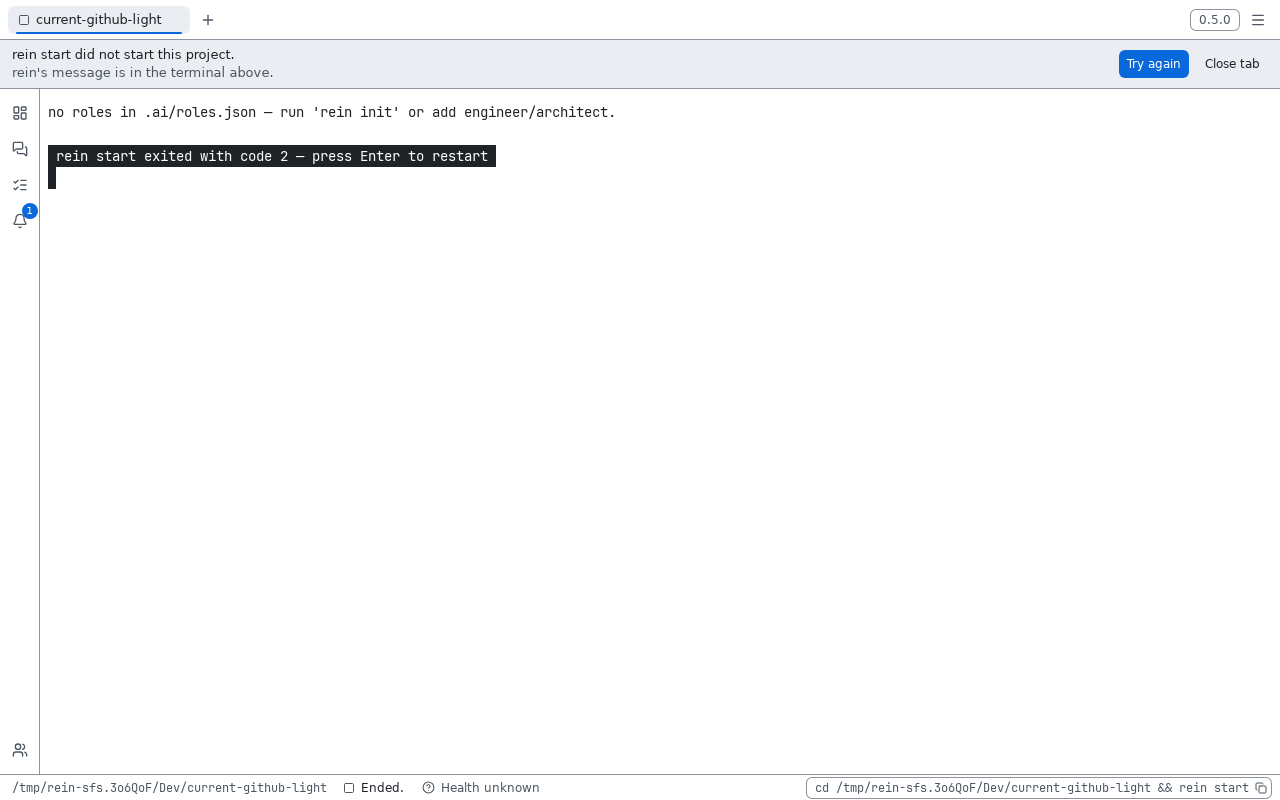 current-github-light
0.5.0
rein start did not start this project.
rein's message is in the terminal above.
Try again
Close tab
no roles in .ai/roles.json — run 'rein init' or add engineer/architect.
rein start exited with code 2 — press Enter to restart
1
/tmp/rein-sfs.3o6QoF/Dev/current-github-light
Ended.
Health unknown
cd /tmp/rein-sfs.3o6QoF/Dev/current-github-light && rein start